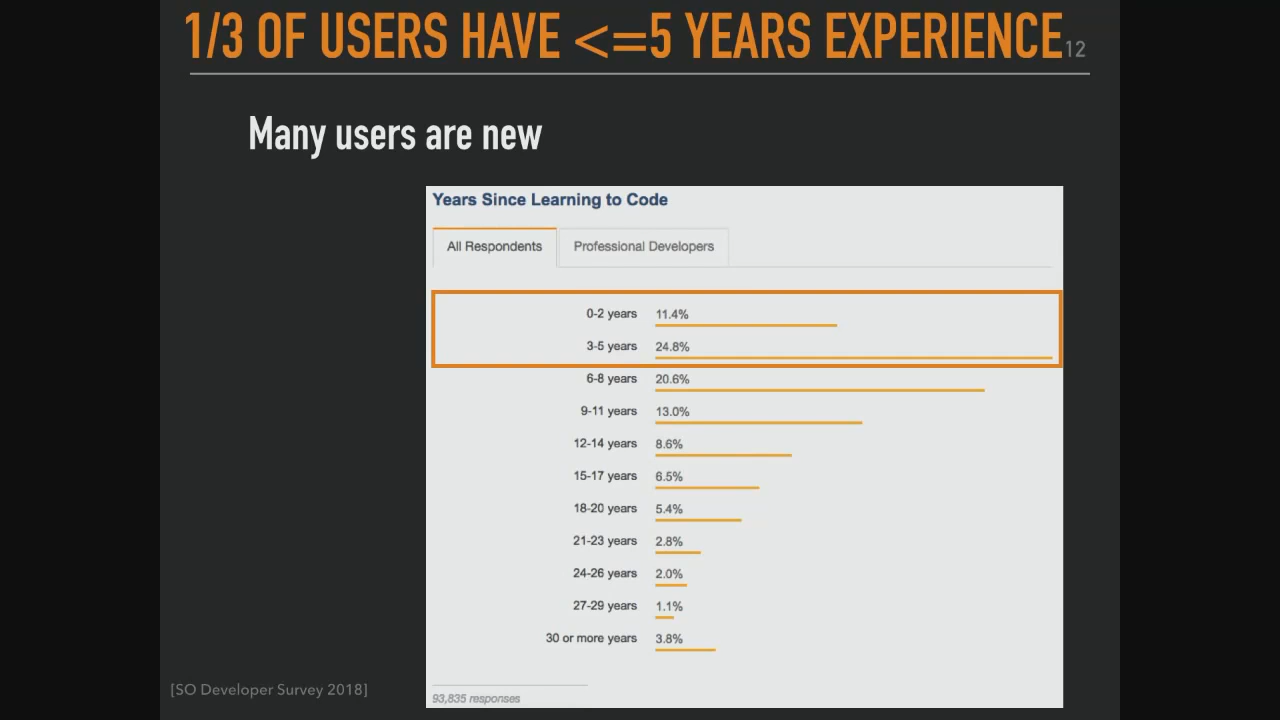 1/3 OF USERS HAVE <=5 YEARS EXPERIENCE 12
Many users are new
Years Since Learning to Code
All Respondents Professional Developers
0-2 years 11.4%
3-5 years 24.8%
6-8 years 20.6%
9-11 years 13.0%
12-14 years 8.6%
15-17 years 6.5%
18-20 years 5.4%
21-23 years 2.8%
24-26 years 2.0%
27-29 years 1.1%
30 or more years 3.8%
[SO Developer Survey 2018]
93,835 responses